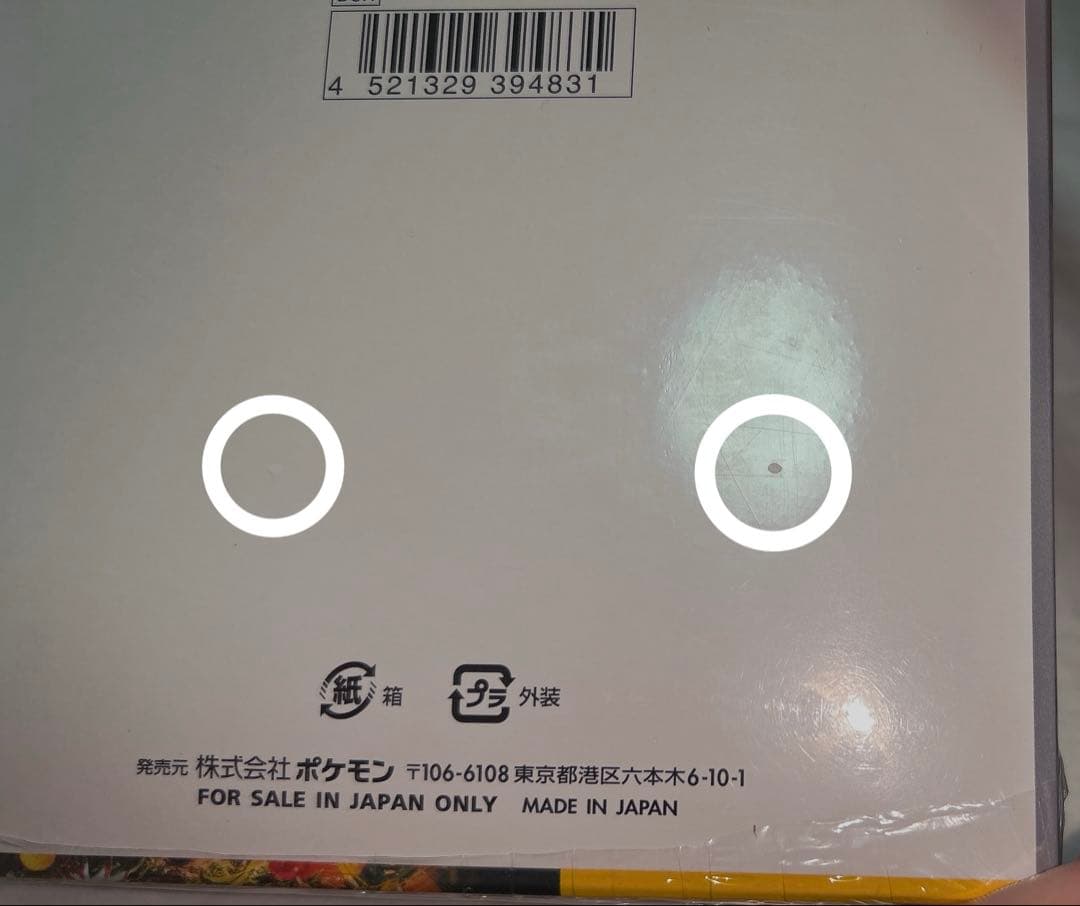 4 521329 394831
紙 箱 プラ 外装
発売元 株式会社ポケモン 〒106-6108 東京都港区六本木6-10-1
FOR SALE IN JAPAN ONLY MADE IN JAPAN